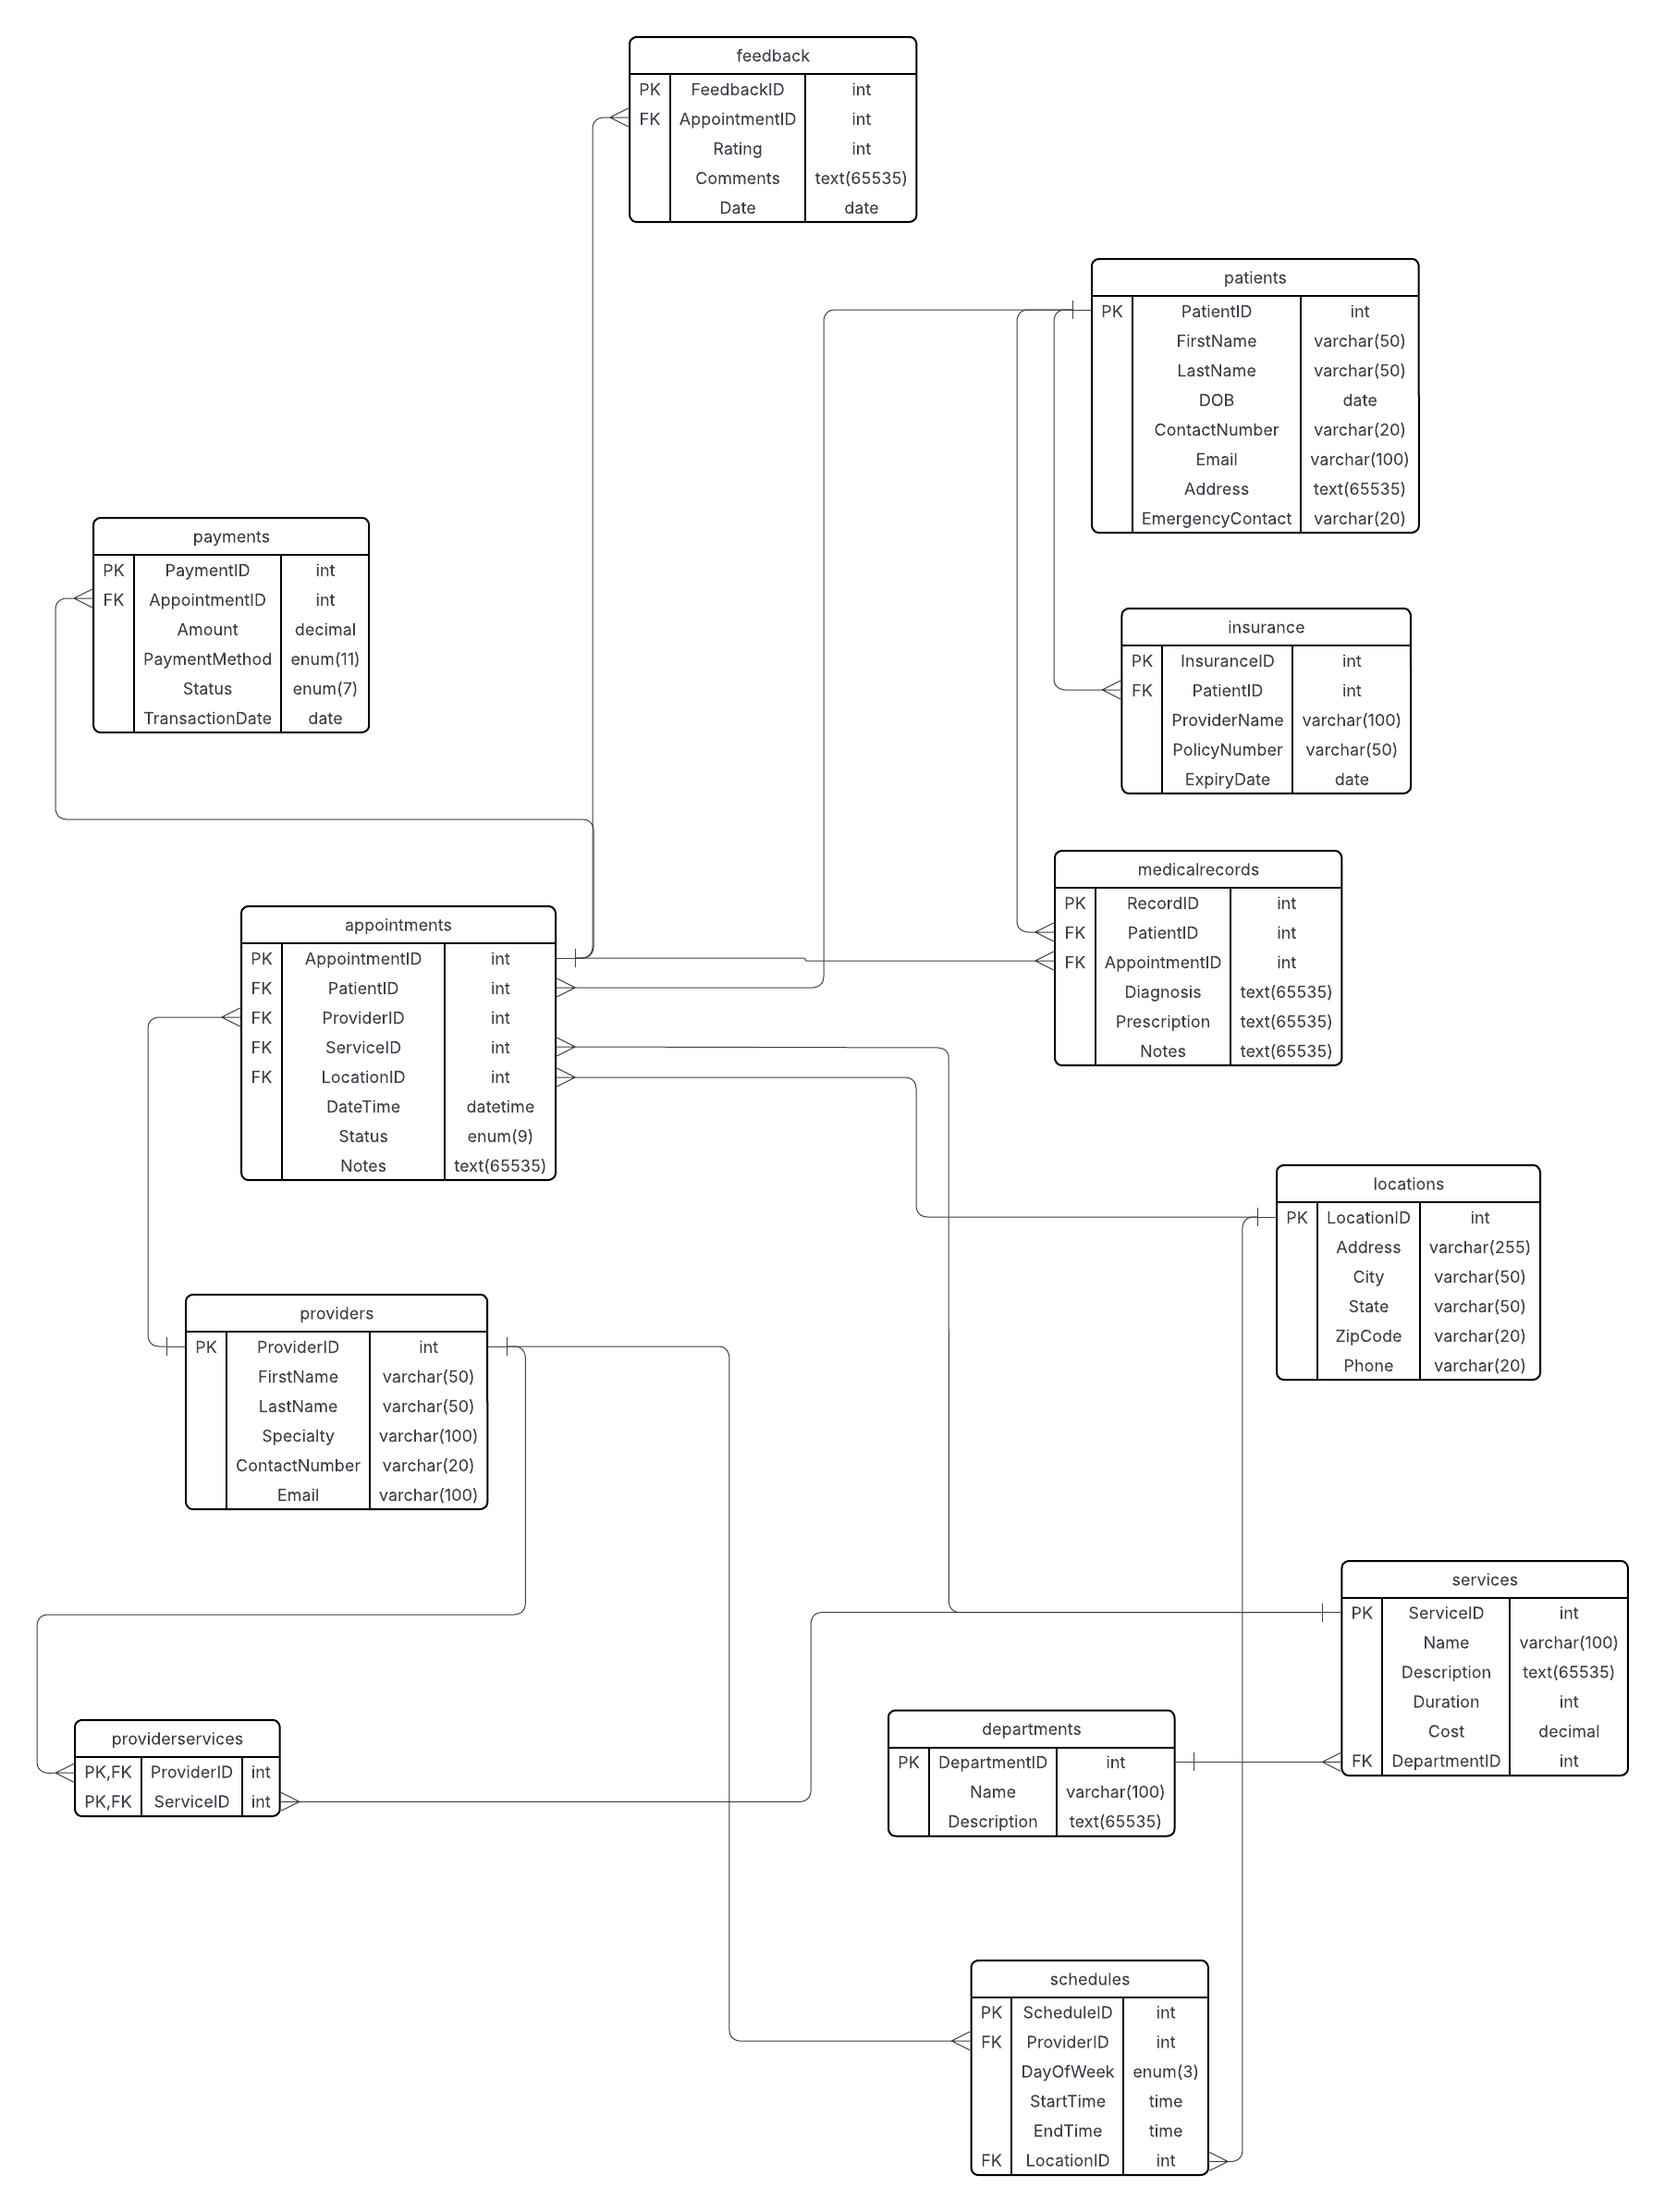 feedback
PK FeedbackID int
FK AppointmentID int
Rating int
Comments text(65535)
Date date
patients
PK PatientID int
FirstName varchar(50)
LastName varchar(50)
DOB date
ContactNumber varchar(20)
Email varchar(100)
Address text(65535)
EmergencyContact varchar(20)
payments
PK PaymentID int
FK AppointmentID int
Amount decimal
PaymentMethod enum(11)
Status enum(7)
TransactionDate date
insurance
PK InsuranceID int
FK PatientID int
ProviderName varchar(100)
PolicyNumber varchar(50)
ExpiryDate date
medicalrecords
PK RecordID int
FK PatientID int
FK AppointmentID int
Diagnosis text(65535)
Prescription text(65535)
Notes text(65535)
appointments
PK AppointmentID int
FK PatientID int
FK ProviderID int
FK ServiceID int
FK LocationID int
DateTime datetime
Status enum(9)
Notes text(65535)
locations
PK LocationID int
Address varchar(255)
City varchar(50)
State varchar(50)
ZipCode varchar(20)
Phone varchar(20)
providers
PK ProviderID int
FirstName varchar(50)
LastName varchar(50)
Specialty varchar(100)
ContactNumber varchar(20)
Email varchar(100)
services
PK ServiceID int
Name varchar(100)
Description text(65535)
Duration int
Cost decimal
FK DepartmentID int
providerservices
PK,FK ProviderID int
PK,FK ServiceID int
departments
PK DepartmentID int
Name varchar(100)
Description text(65535)
schedules
PK ScheduleID int
FK ProviderID int
DayOfWeek enum(3)
StartTime time
EndTime time
FK LocationID int